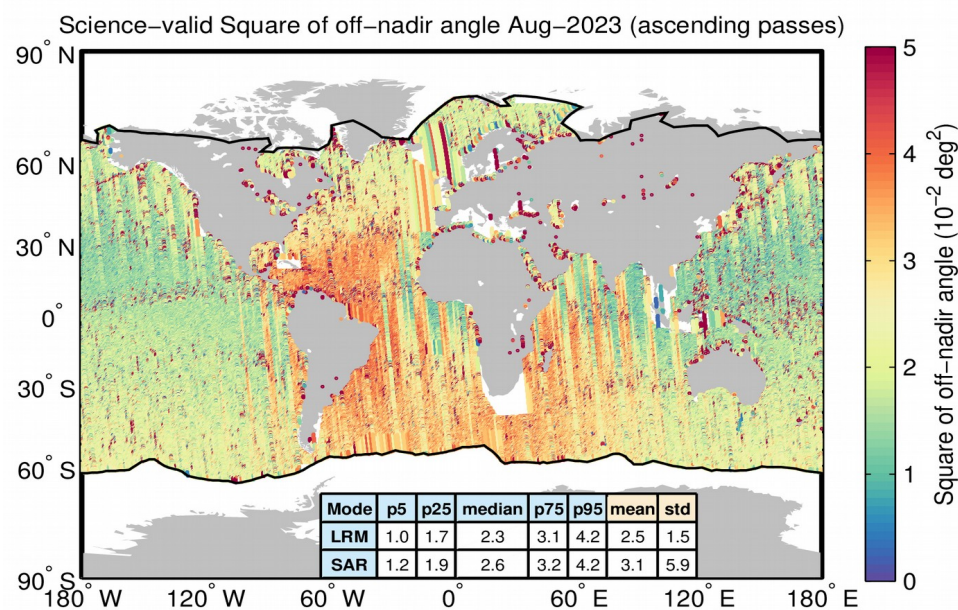 Science−valid Square of off−nadir angle Aug−2023 (ascending passes)
90° N
60° N
30° N
0°
30° S
60° S
90° S
180° W
120° W
60° W
0°
60° E
120° E
180° E
Mode p5 p25 median p75 p95 mean std
LRM 1.0 1.7 2.3 3.1 4.2 2.5 1.5
SAR 1.2 1.9 2.6 3.2 4.2 3.1 5.9
5
4
3
2
1
0
Square of off−nadir angle (10⁻² deg²)